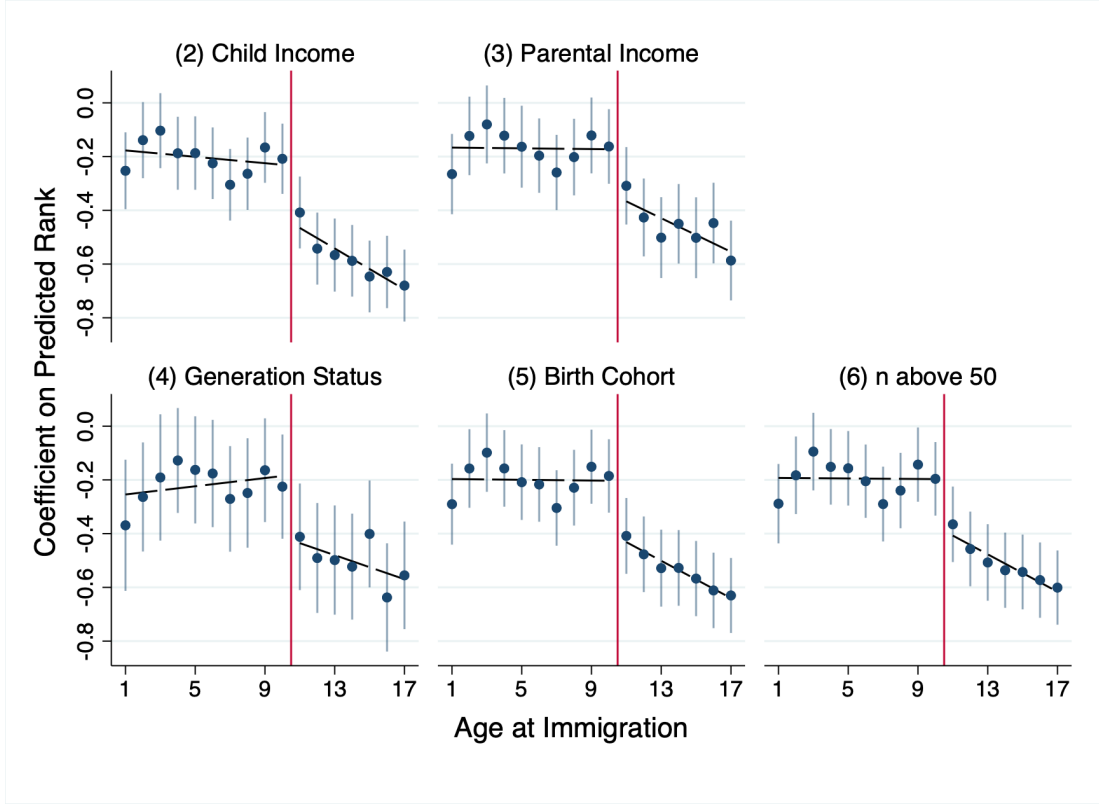 (2) Child Income
(3) Parental Income
0.0
-0.2
-0.4
-0.6
-0.8
(4) Generation Status
(5) Birth Cohort
(6) n above 50
0.0
-0.2
-0.4
-0.6
-0.8
1 5 9 13 17
1 5 9 13 17
1 5 9 13 17
Coefficient on Predicted Rank
Age at Immigration